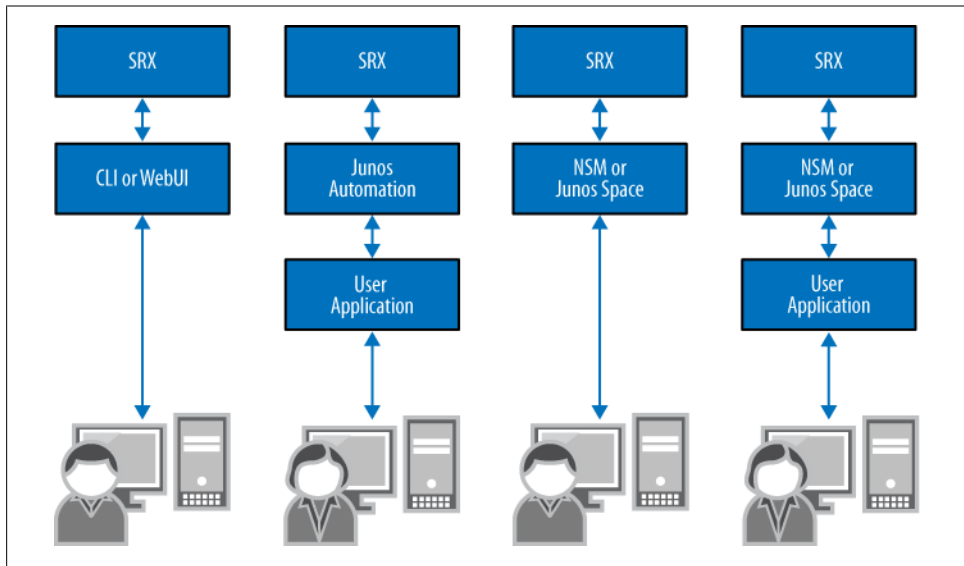 SRX
SRX
SRX
SRX
CLI or WebUI
Junos
Automation
NSM or
Junos Space
NSM or
Junos Space
User
Application
User
Application